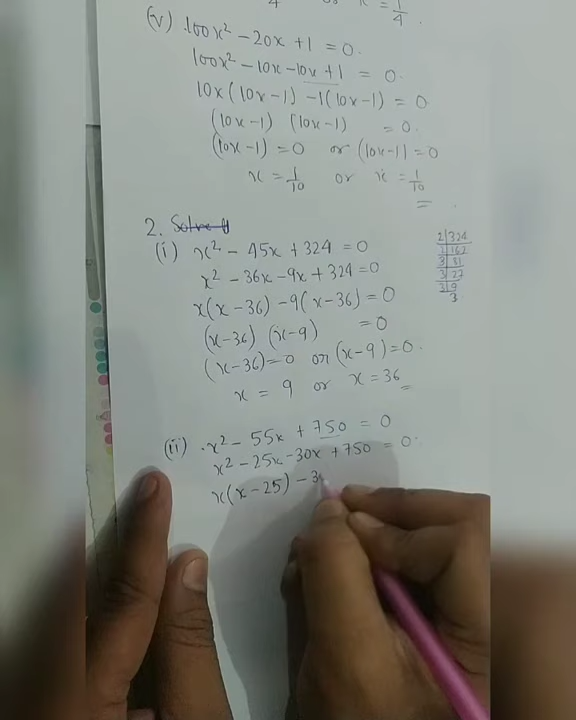 x = 1/4 .
(v) 100x² - 20x + 1 = 0.
100x² - 10x - 10x + 1 = 0.
10x(10x-1) - 1(10x-1) = 0
(10x-1) (10x-1) = 0.
(10x-1) = 0 or (10x-1) = 0
x = 1/10 or x = 1/10
=
2.
(i) x² - 45x + 324 = 0
x² - 36x - 9x + 324 = 0
x(x-36) - 9(x-36) = 0
(x-36) (x-9) = 0
(x-36) = 0 or (x-9) = 0.
x = 9 or x = 36
=
2 324
162
3 81
3 27
3 9
3
(ii) x² - 55x + 750 = 0
x² - 25x - 30x + 750 = 0.
x(x-25) - 3